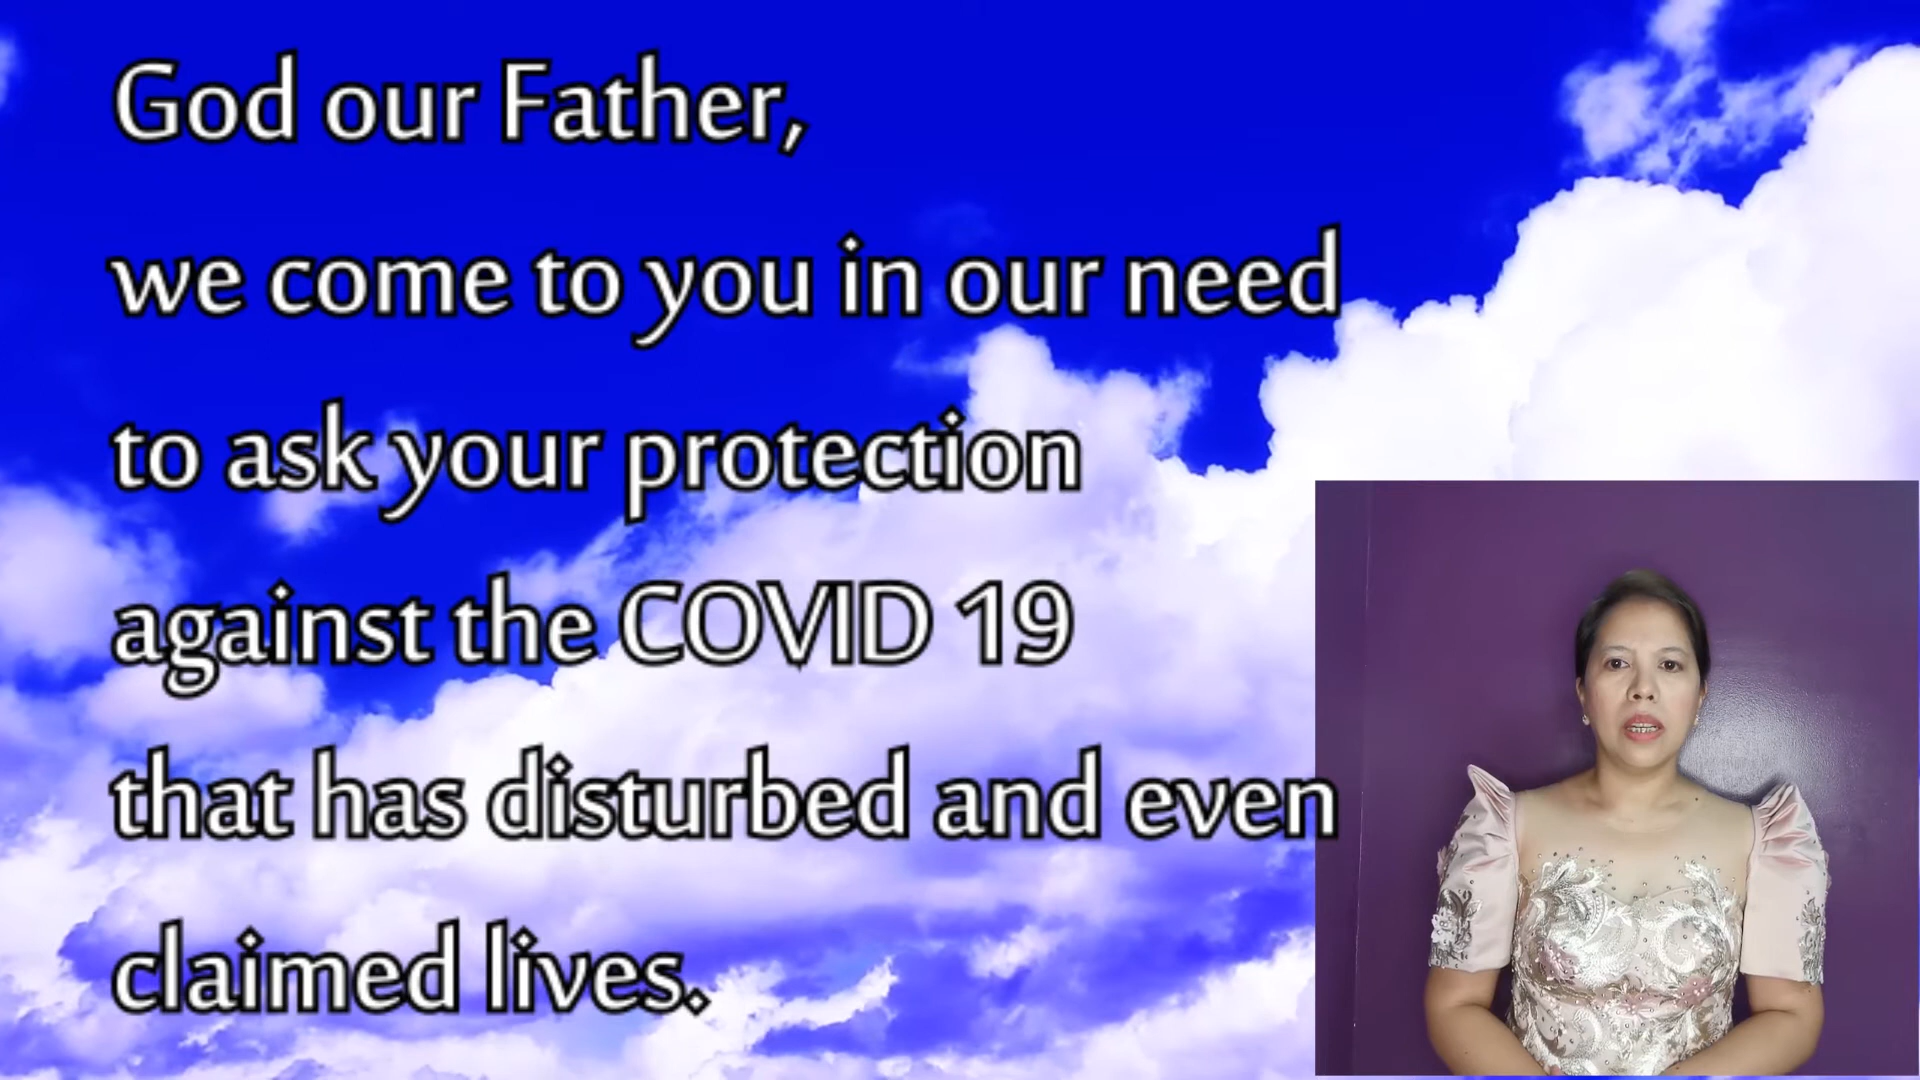 God our Father,
we come to you in our need
to ask your protection
against the COVID 19
that has disturbed and even
claimed lives.